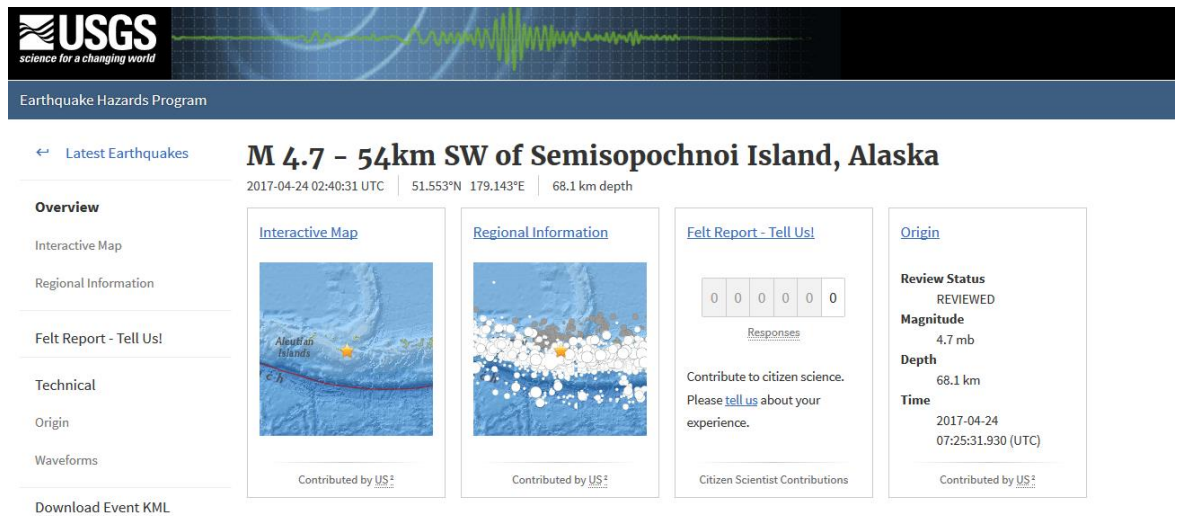 USGS
science for a changing world
Earthquake Hazards Program
← Latest Earthquakes
Overview
Interactive Map
Regional Information
Felt Report - Tell Us!
Technical
Origin
Waveforms
Download Event KML
M 4.7 - 54km SW of Semisopochnoi Island, Alaska
2017-04-24 02:40:31 UTC 51.553°N 179.143°E 68.1 km depth
Interactive Map
Aleutian
Islands
c h
Contributed by US ²
Regional Information
Contributed by US ²
Felt Report - Tell Us!
0 0 0 0 0 0
Responses
Contribute to citizen science.
Please tell us about your
experience.
Citizen Scientist Contributions
Origin
Review Status
REVIEWED
Magnitude
4.7 mb
Depth
68.1 km
Time
2017-04-24
07:25:31.930 (UTC)
Contributed by US ²